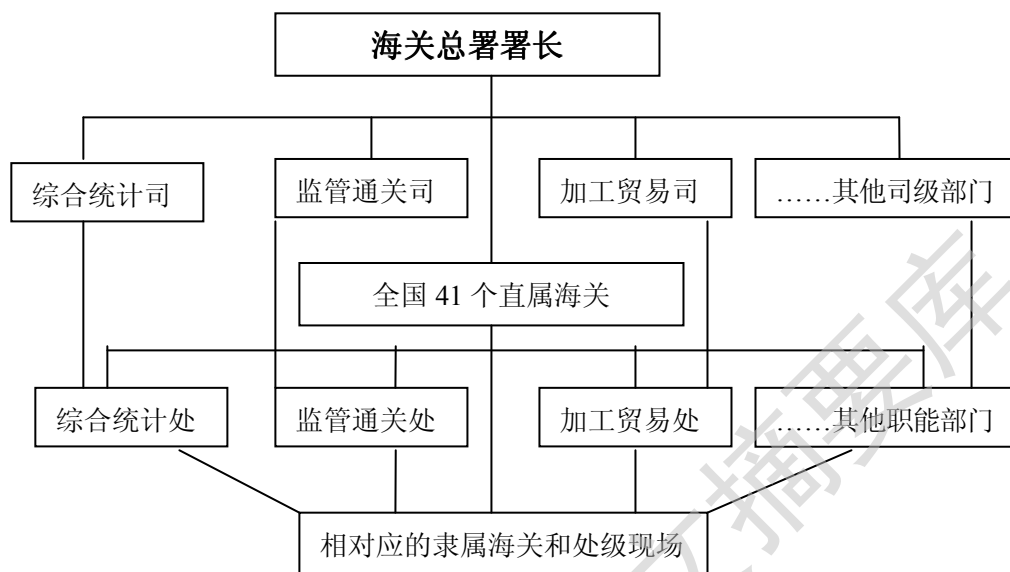 海关总署署长
综合统计司
监管通关司
加工贸易司
……其他司级部门
全国 41 个直属海关
综合统计处
监管通关处
加工贸易处
……其他职能部门
相对应的隶属海关和处级现场
摘要库